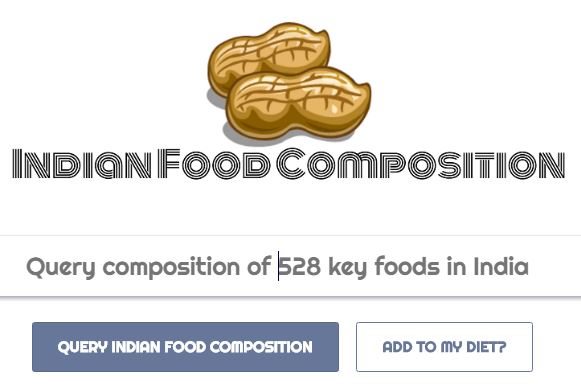 Indian Food Composition
Query composition of 528 key foods in India
QUERY INDIAN FOOD COMPOSITION
ADD TO MY DIET?